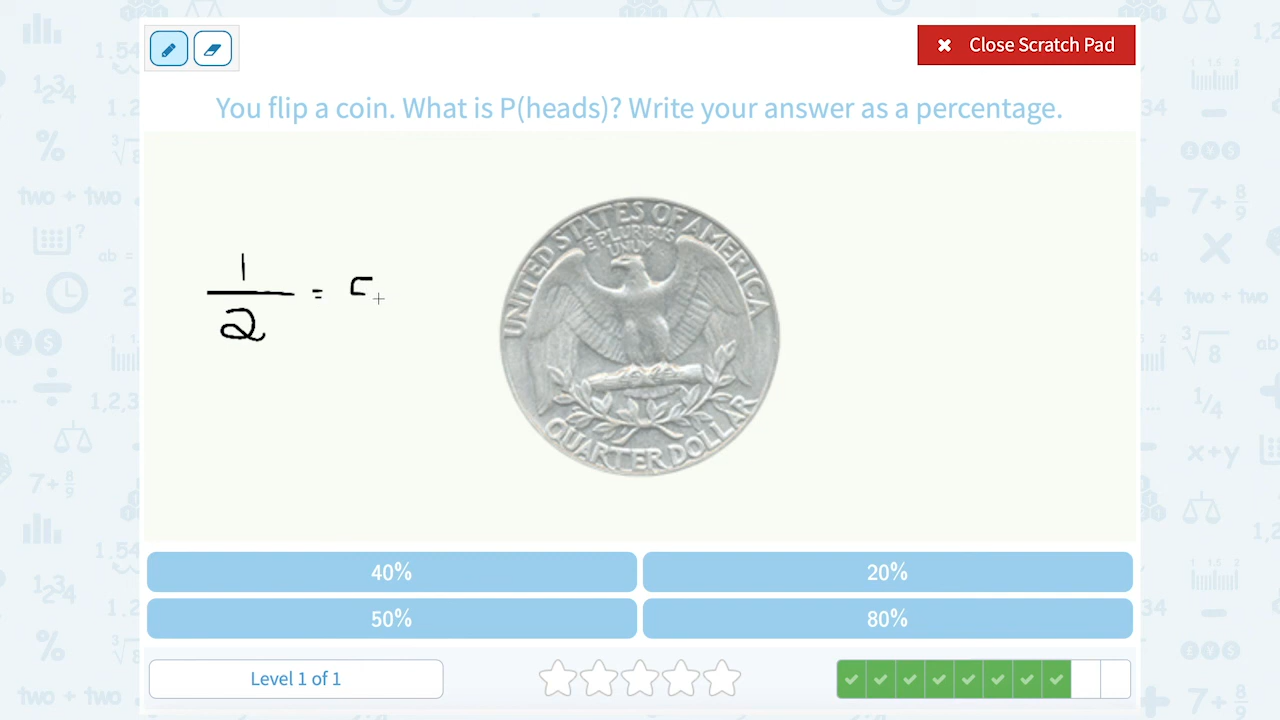 ✖ Close Scratch Pad
You flip a coin. What is P(heads)? Write your answer as a percentage.
1
2
=
UNITED STATES OF AMERICA
E PLURIBUS
UNUM
QUARTER DOLLAR
40%
20%
50%
80%
Level 1 of 1